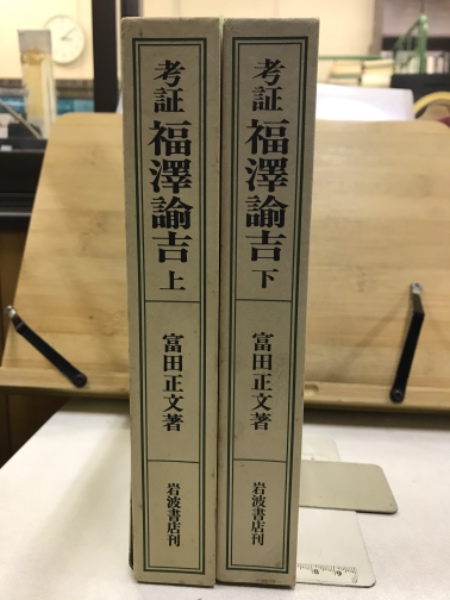 考証 福澤諭吉 上
富田正文著
岩波書店刊
考証 福澤諭吉 下
富田正文著
岩波書店刊